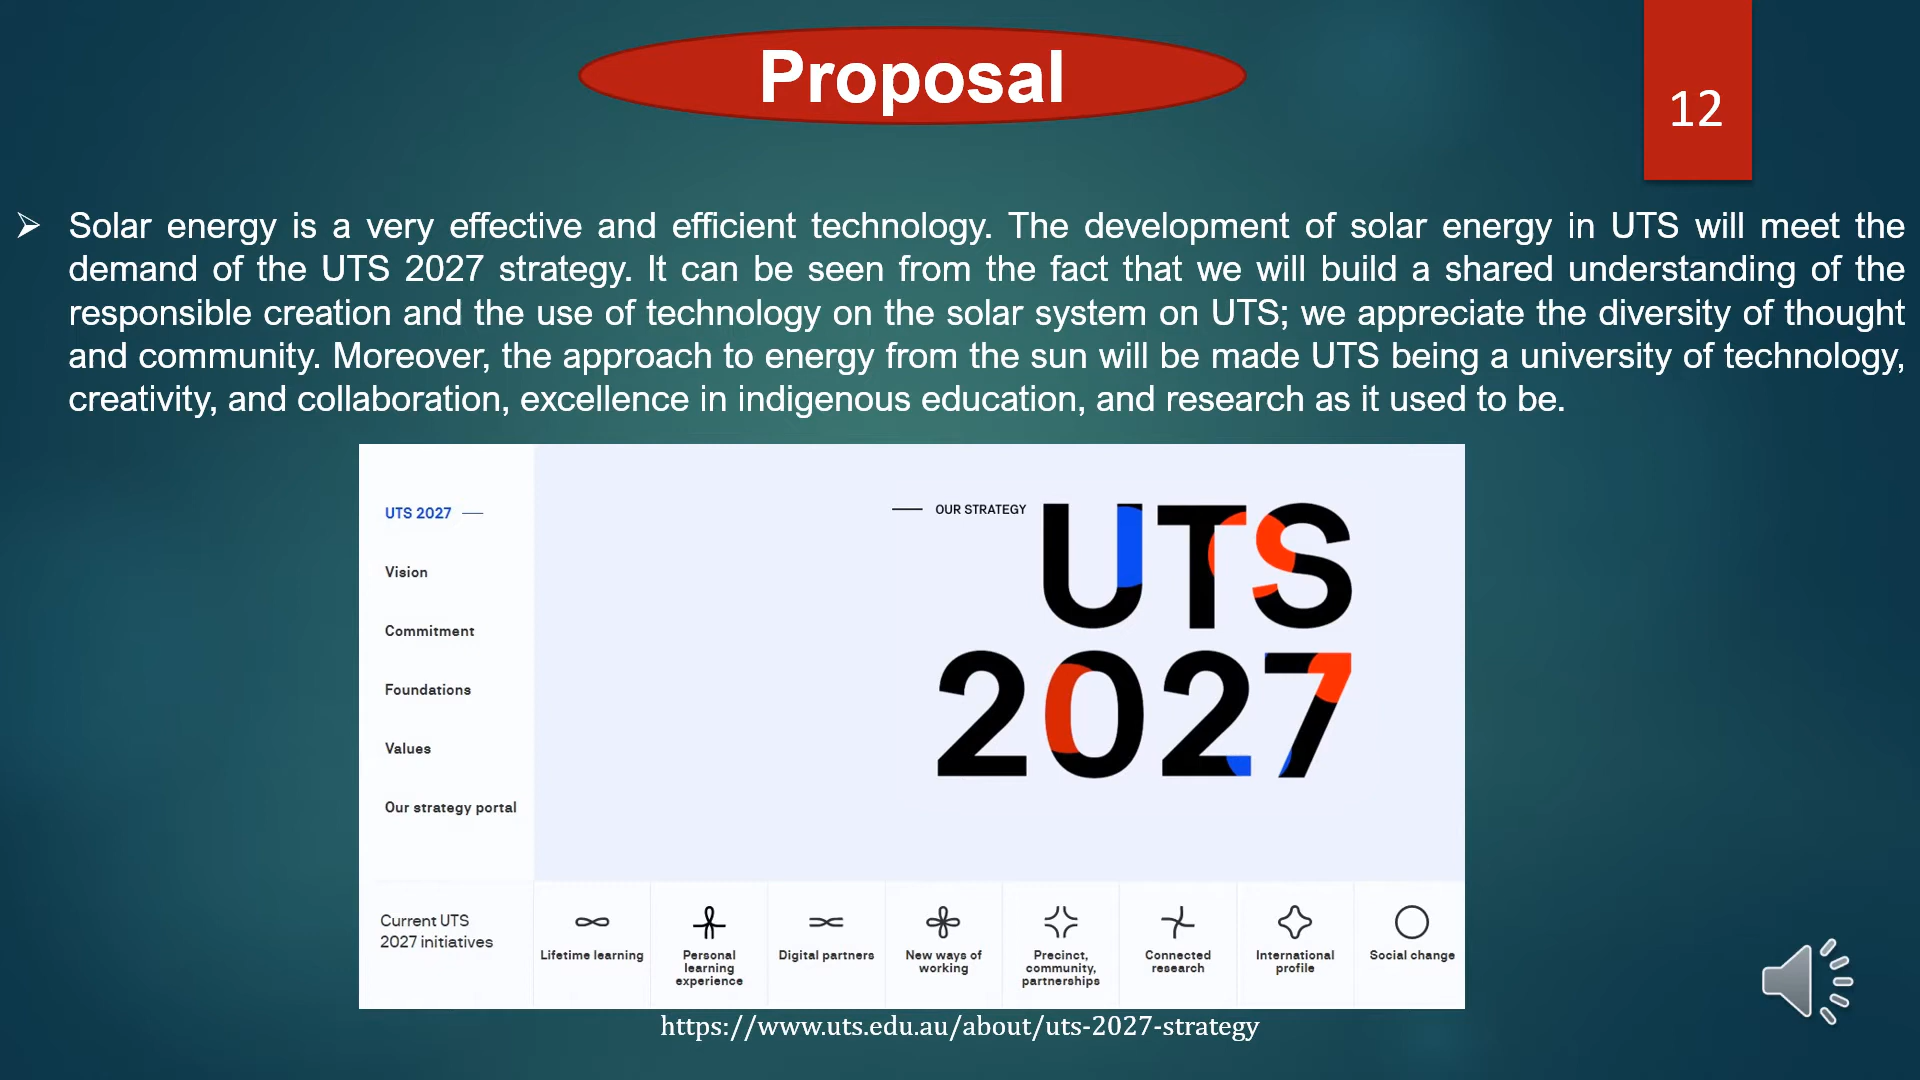 Proposal
12
Solar energy is a very effective and efficient technology. The development of solar energy in UTS will meet the
demand of the UTS 2027 strategy. It can be seen from the fact that we will build a shared understanding of the
responsible creation and the use of technology on the solar system on UTS; we appreciate the diversity of thought
and community. Moreover, the approach to energy from the sun will be made UTS being a university of technology,
creativity, and collaboration, excellence in indigenous education, and research as it used to be.
UTS 2027
Vision
Commitment
Foundations
Values
Our strategy portal
OUR STRATEGY
UTS
2027
Current UTS
2027 initiatives
Lifetime learning
Personal
learning
experience
Digital partners
New ways of
working
Precinct,
community,
partnerships
Connected
research
International
profile
Social change
https://www.uts.edu.au/about/uts-2027-strategy